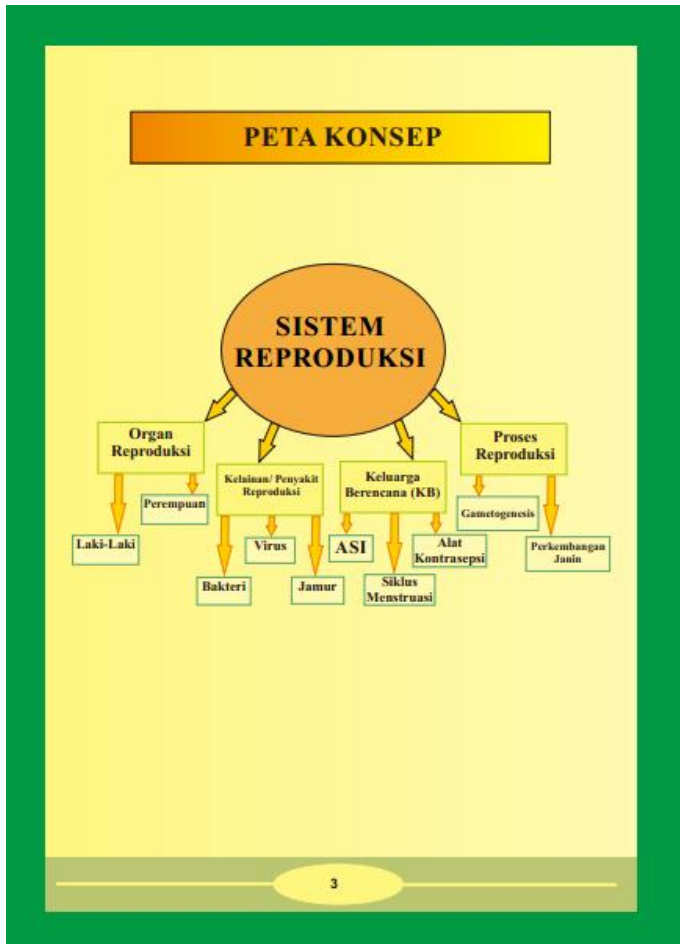 PETA KONSEP
SISTEM
REPRODUKSI
Organ
Reproduksi
Laki-Laki
Perempuan
Kelainan/ Penyakit
Reproduksi
Bakteri
Virus
Jamur
Keluarga
Berencana (KB)
ASI
Siklus
Menstruasi
Alat
Kontrasepsi
Proses
Reproduksi
Gametogenesis
Perkembangan
Janin
3